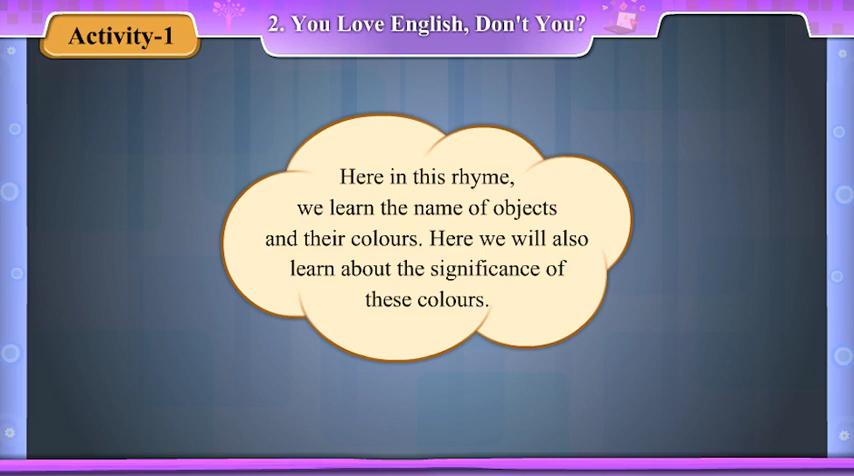 Activity-1
2. You Love English, Don't You?
Here in this rhyme,
we learn the name of objects
and their colours. Here we will also
learn about the significance of
these colours.